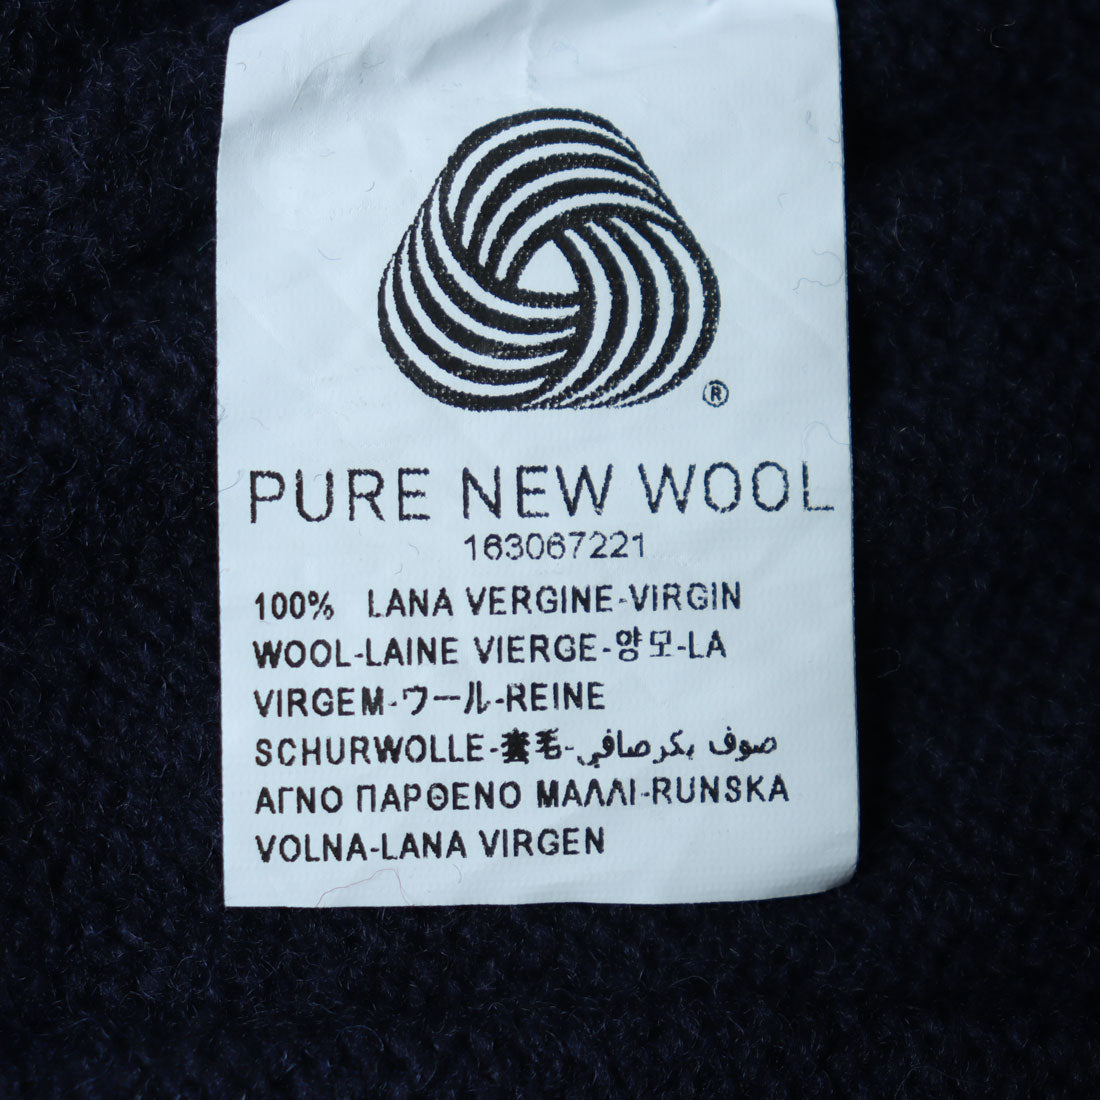 ®
PURE NEW WOOL
163067221
100% LANA VERGINE-VIRGIN
WOOL-LAINE VIERGE-양모-LA
VIRGEM-ウール-REINE
SCHURWOLLE-毛-صوف بكر صافي
ΑΓΝΟ ΠΑΡΘΕΝΟ ΜΑΛΛΙ-RUNSKA
VOLNA-LANA VIRGEN